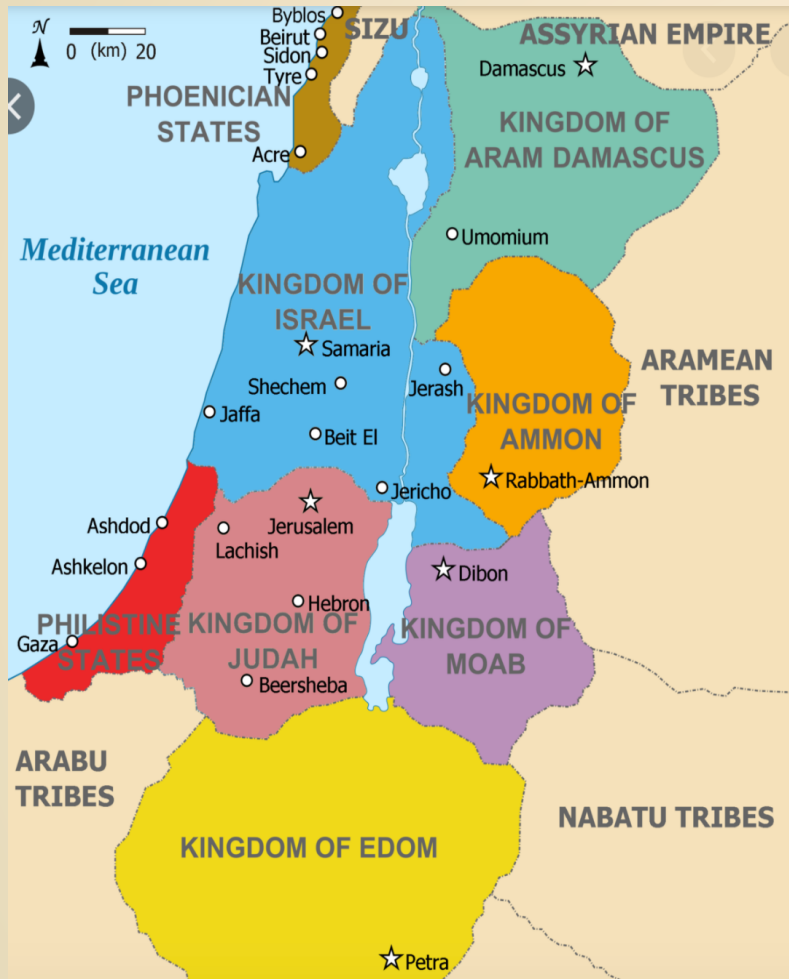 N
0 (km) 20
Byblos
Beirut
Sidon
Tyre
SIZU
ASSYRIAN EMPIRE
Damascus
PHOENICIAN
STATES
KINGDOM OF
ARAM DAMASCUS
Acre
Umomium
Mediterranean
Sea
KINGDOM OF
ISRAEL
Samaria
Shechem
Jerash
ARAMEAN
TRIBES
Jaffa
Beit El
KINGDOM OF
AMMON
Rabbath-Ammon
Jericho
Ashdod
Jerusalem
Lachish
Ashkelon
Dibon
Hebron
Gaza
PHILISTINE
STATES
KINGDOM OF
JUDAH
KINGDOM OF
MOAB
Beersheba
ARABU
TRIBES
NABATU TRIBES
KINGDOM OF EDOM
Petra